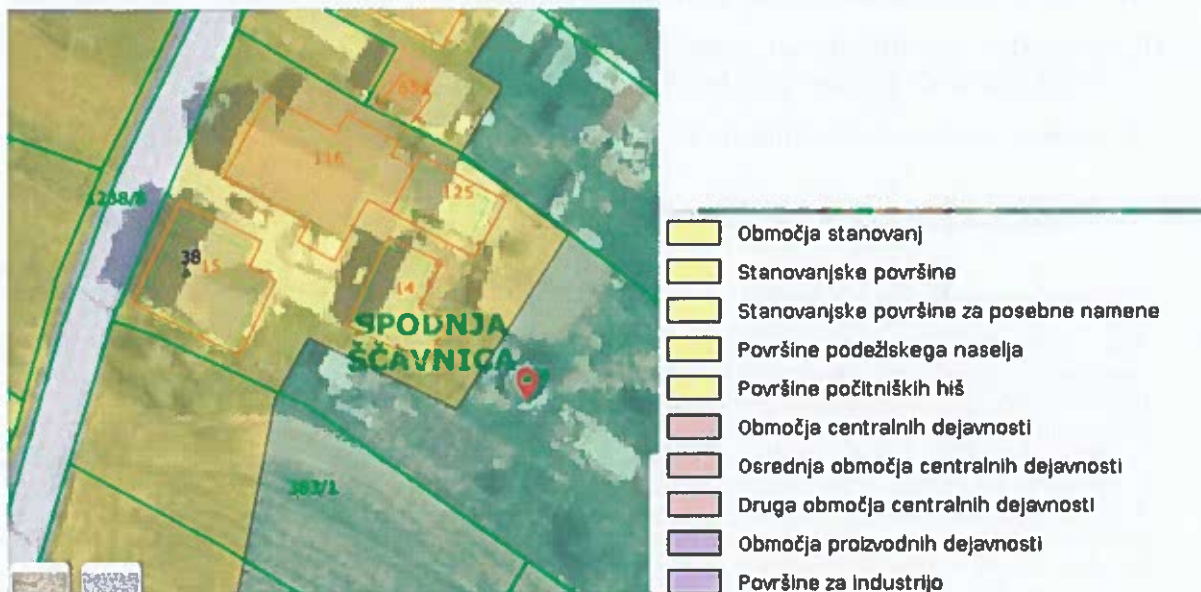 116
125
1288/8
38
15
14
SPODNJA
ŠČAVNICA
383/1
Območja stanovanj
Stanovanjske površine
Stanovanjske površine za posebne namene
Površine podeželskega naselja
Površine počitniških hiš
Območja centralnih dejavnosti
Osrednja območja centralnih dejavnosti
Druga območja centralnih dejavnosti
Območja proizvodnih dejavnosti
Površine za industrijo